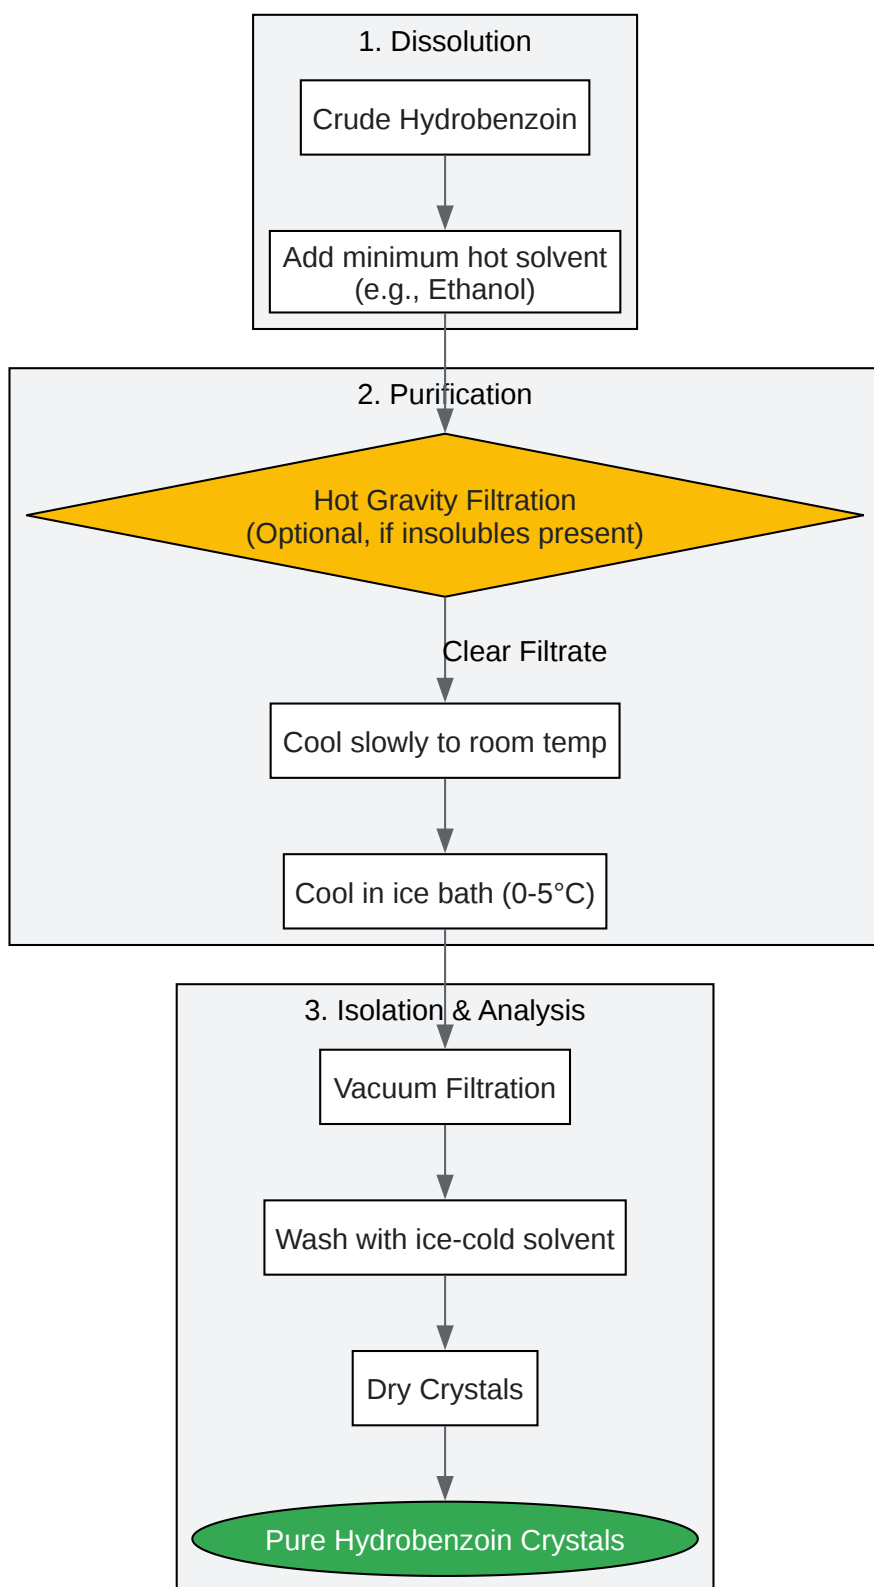 1. Dissolution
Crude Hydrobenzoin
Add minimum hot solvent
(e.g., Ethanol)
2. Purification
Hot Gravity Filtration
(Optional, if insolubles present)
Clear Filtrate
Cool slowly to room temp
Cool in ice bath (0-5°C)
3. Isolation & Analysis
Vacuum Filtration
Wash with ice-cold solvent
Dry Crystals
Pure Hydrobenzoin Crystals